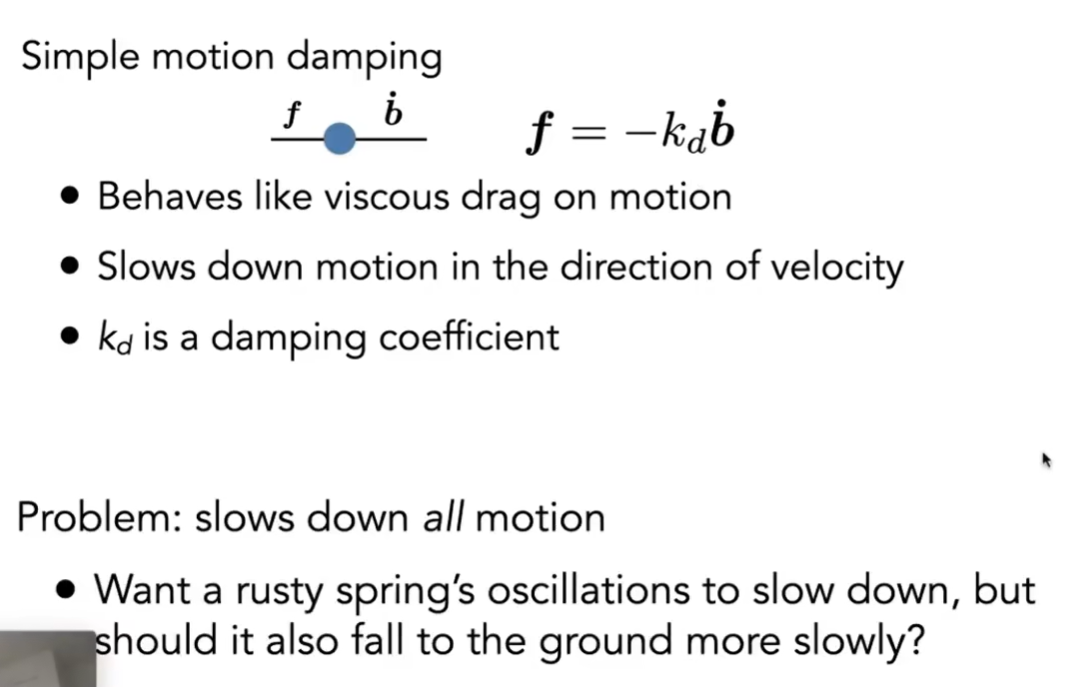 Simple motion damping
f ḃ f = −k_d ḃ
• Behaves like viscous drag on motion
• Slows down motion in the direction of velocity
• k_d is a damping coefficient
Problem: slows down all motion
• Want a rusty spring's oscillations to slow down, but
should it also fall to the ground more slowly?